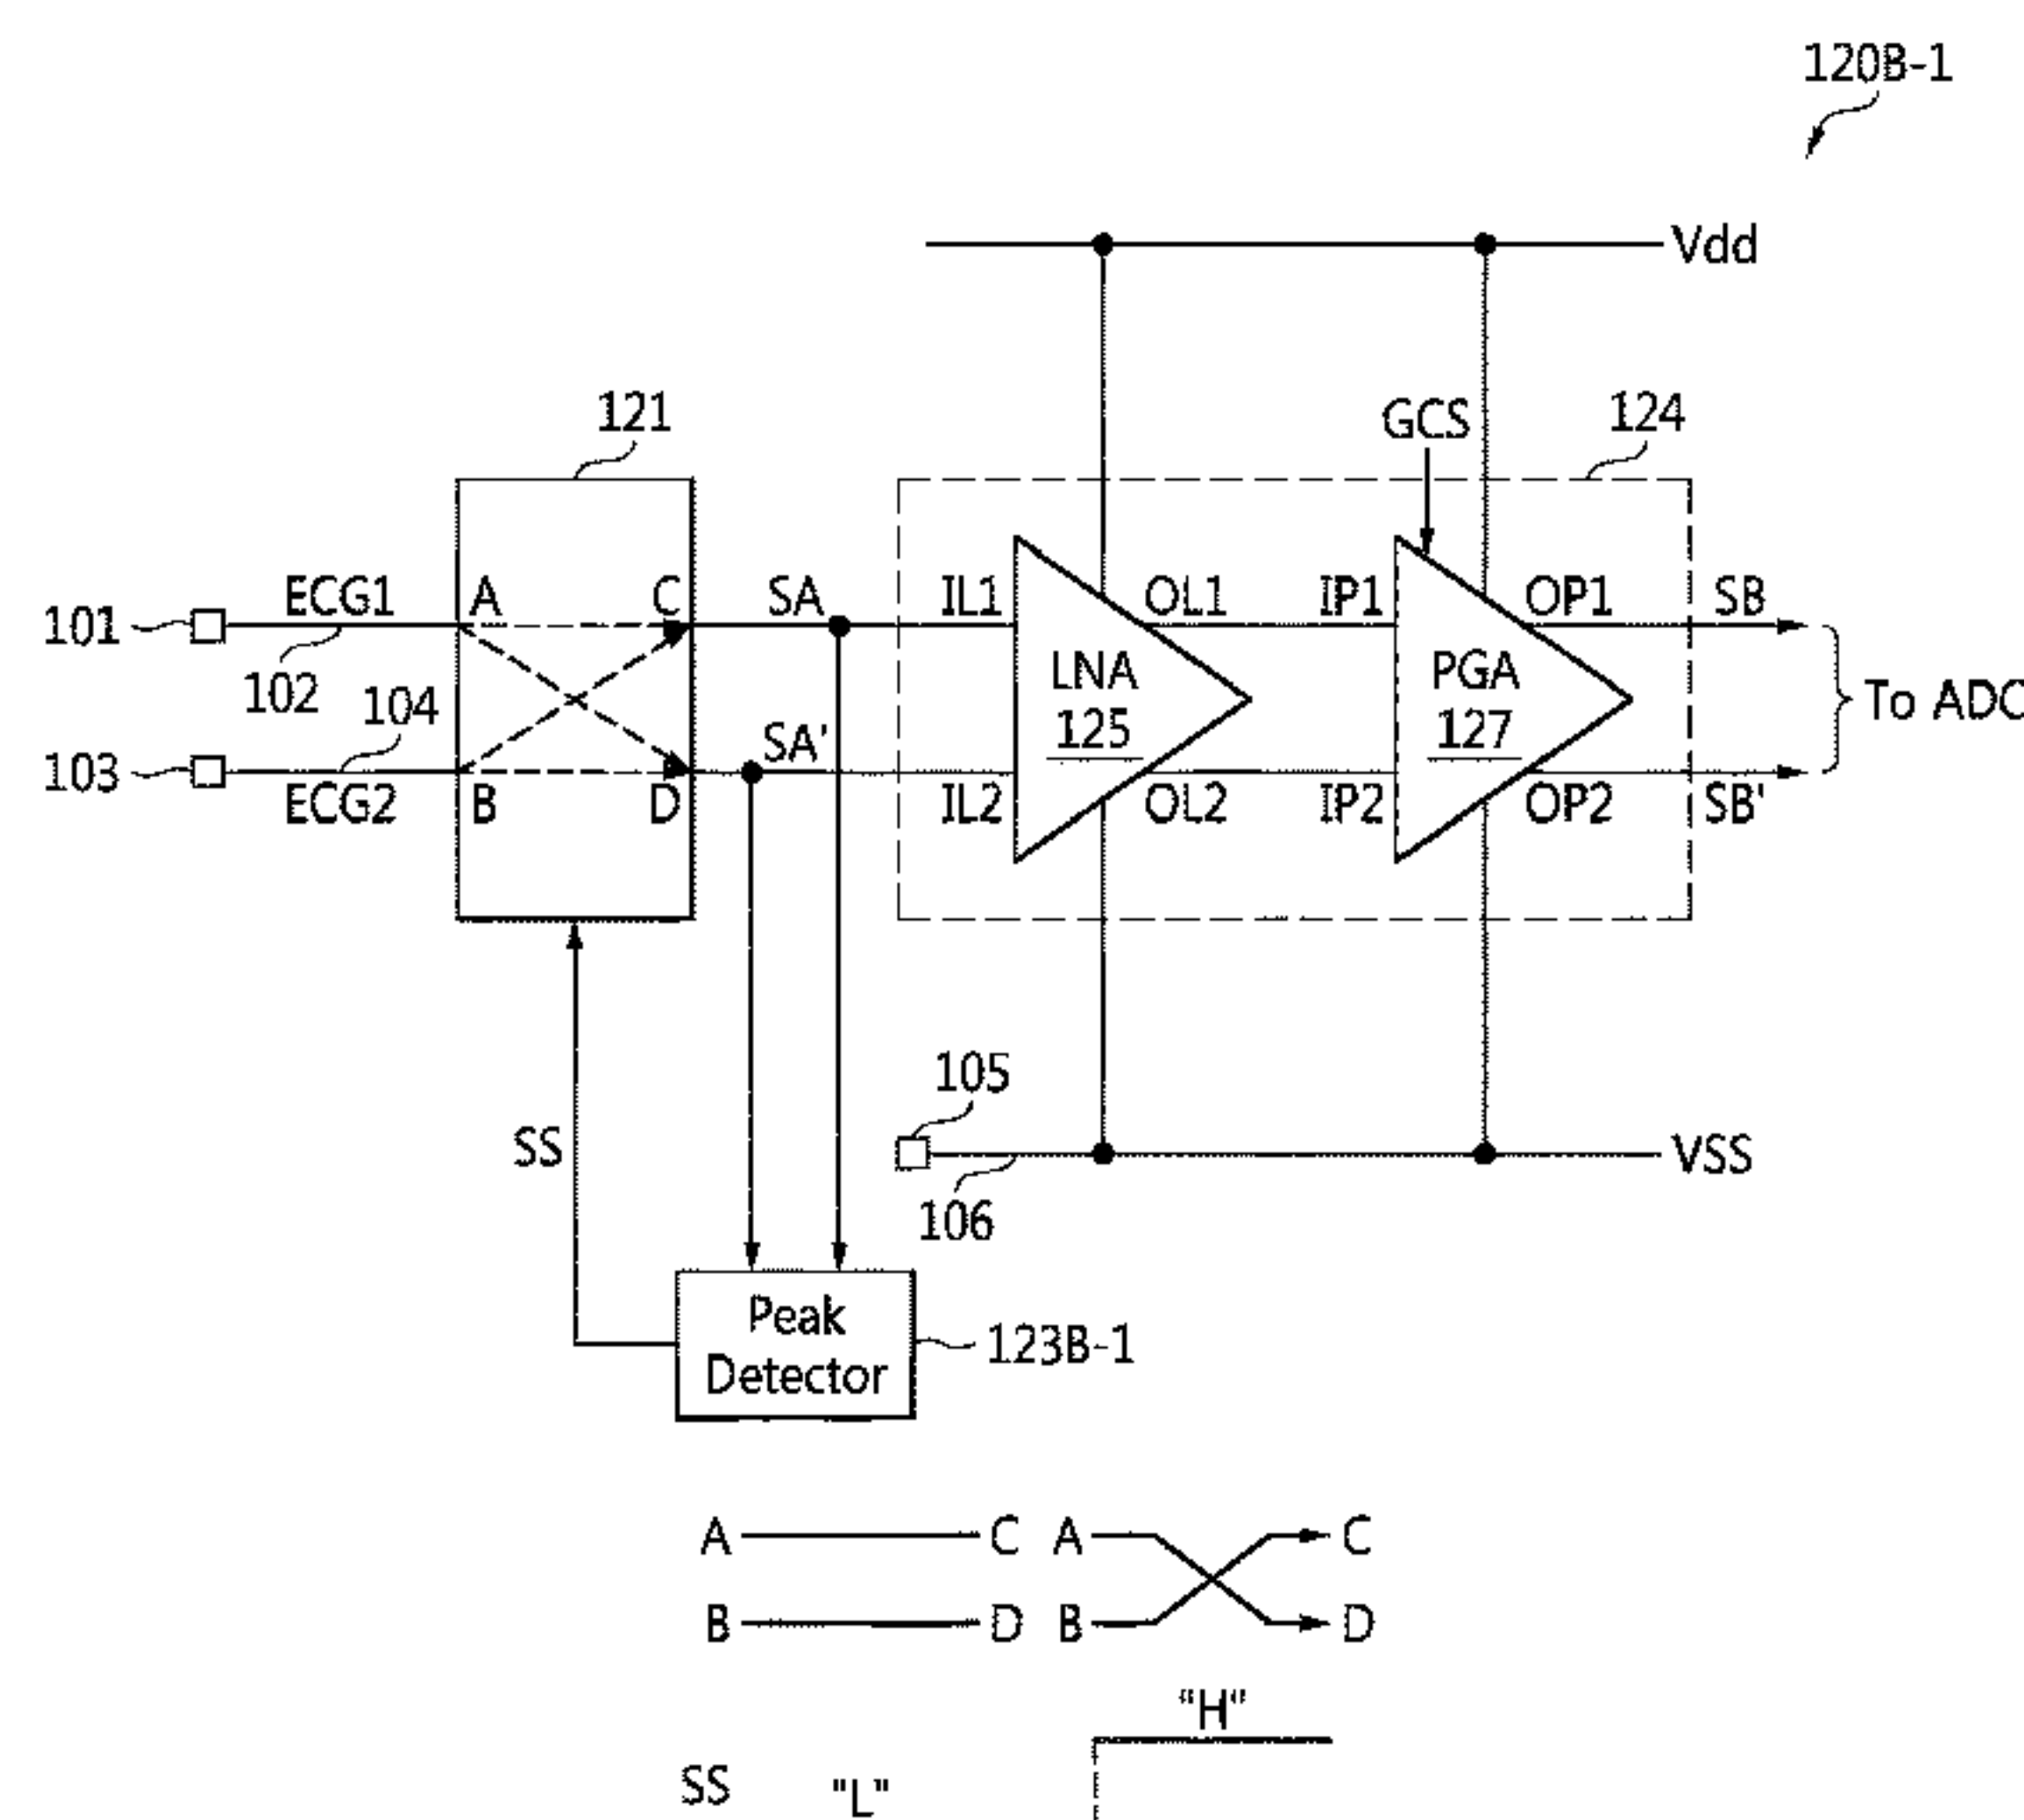 120B-1
Vdd
121
GCS
124
101
ECG1
A
C
SA
IL1
OL1
IP1
OP1
SB
102
104
LNA
125
PGA
127
To ADC
103
ECG2
B
D
SA'
IL2
OL2
IP2
OP2
SB'
SS
105
VSS
106
Peak
Detector
123B-1
A C A C
B D B D
"H"
SS "L"